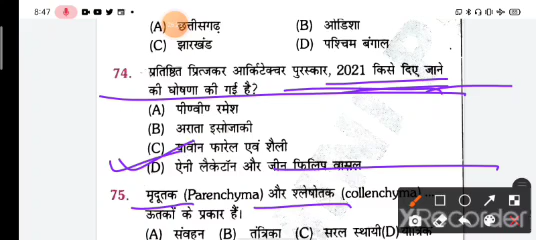 8:47
(A) छत्तीसगढ़ (B) ओडिशा
(C) झारखंड (D) पश्चिम बंगाल
74. प्रतिष्ठित प्रित्जकर आर्किटेक्चर पुरस्कार, 2021 किसे दिए जाने
की घोषणा की गई है?
(A) पीण्वीण रमेश
(B) अराता इसोजाकी
(C) यावीन फारेल एवं शैली
(D) ऐनी लैकेटॉन और जीन फिलिप वासल
75. मृदूतक (Parenchyma) और श्लेषोतक (collenchyma) ...
ऊतकों के प्रकार हैं।
(A) संवहन (B) तंत्रिका (C) सरल स्थायी (D) यांत्रिक
RECORDER